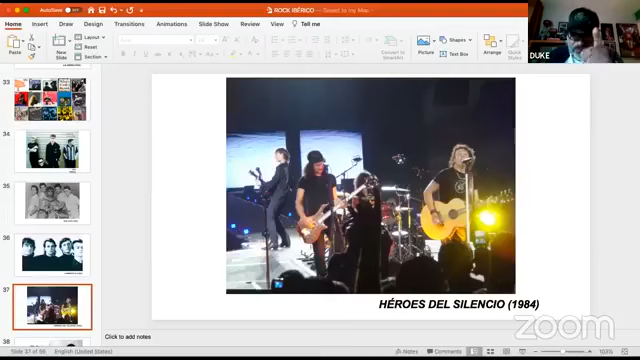 AutoSave OFF
ROCK IBÉRICO — Saved to my Mac
Home Insert Draw Design Transitions Animations Slide Show Review View Tell me
Paste
New Slide
Layout
Reset
Section
Convert to SmartArt
Picture
Shapes
Text Box
Arrange
Quick Styles
DUKE
33
34
35
36
37
38
HÉROES DEL SILENCIO (1984)
Click to add notes
Slide 37 of 56 English (United States)
Notes Comments 103%
zoom